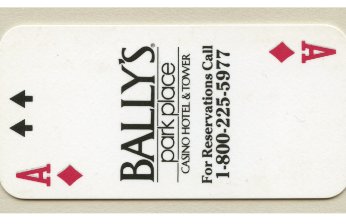 A
BALLY'S
park place
CASINO HOTEL & TOWER
For Reservations Call
1-800-225-5977
A